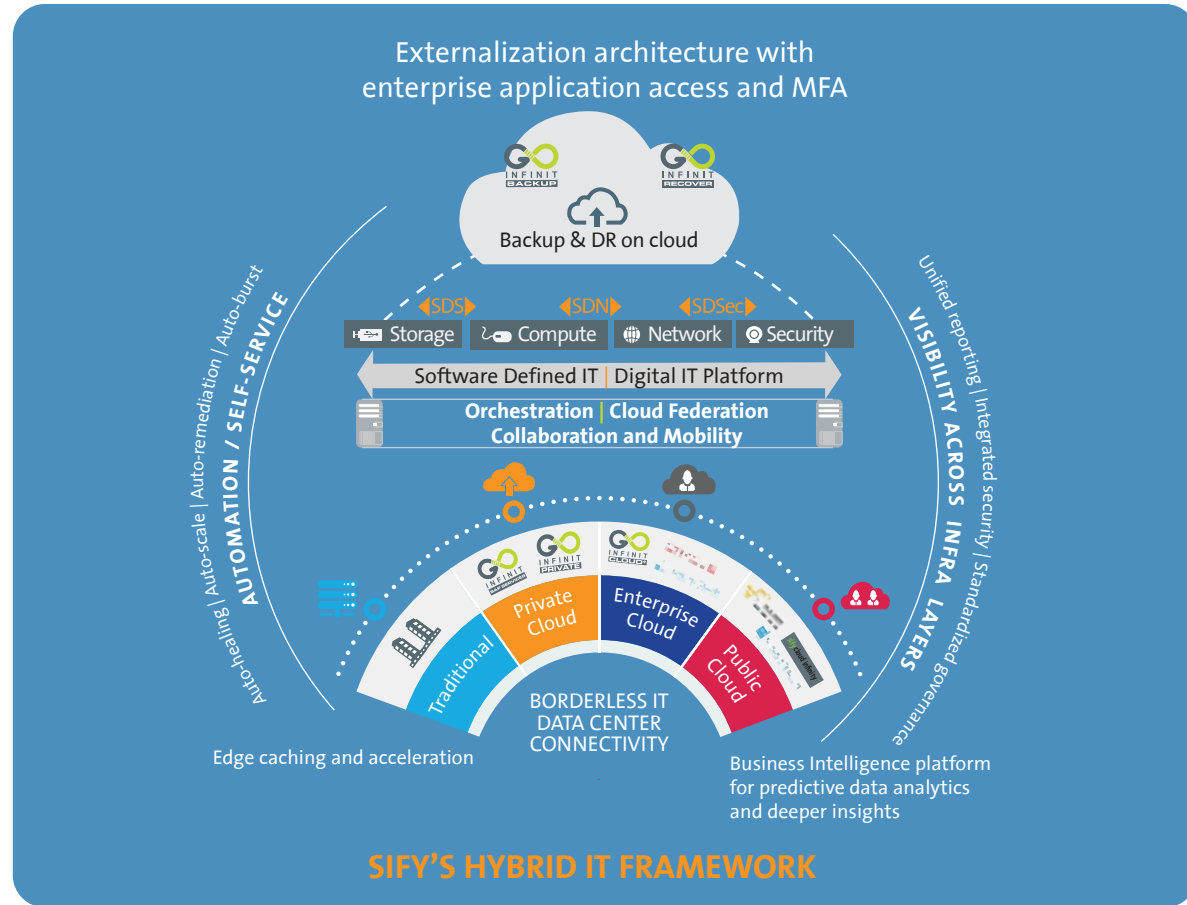 Externalization architecture with
enterprise application access and MFA
GO
INFINIT
BACKUP
GO
INFINIT
RECOVER
Backup & DR on cloud
SDS
SDN
SDSec
Storage
Compute
Network
Security
Software Defined IT | Digital IT Platform
Orchestration | Cloud Federation
Collaboration and Mobility
Auto-healing | Auto-scale | Auto-remediation | Auto-burst
AUTOMATION / SELF-SERVICE
VISIBILITY ACROSS INFRA LAYERS
Unified reporting | Integrated security | Standardized governance
GO
INFINIT
GO
INFINIT
PRIVATE
GO
INFINIT
CLOUD+
cloud infinity
Traditional
Private
Cloud
Enterprise
Cloud
Public
Cloud
BORDERLESS IT
DATA CENTER
CONNECTIVITY
Edge caching and acceleration
Business Intelligence platform
for predictive data analytics
and deeper insights
SIFY'S HYBRID IT FRAMEWORK